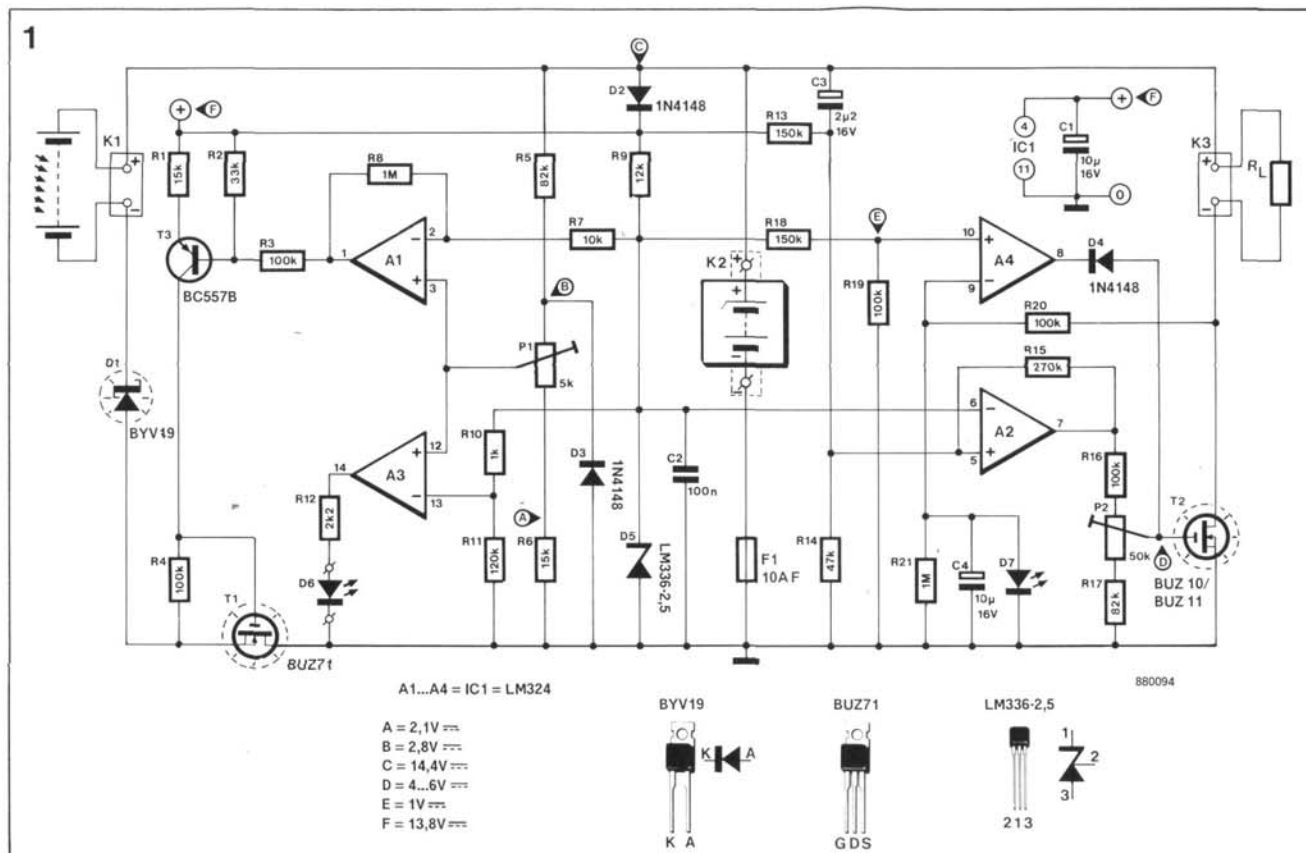 1
C
D2
1N4148
C3
2µ2
16V
R13
150k
+
F
4
IC1
11
C1
10µ
16V
+
F
0
K1
+
−
K3
+
−
RL
R1
15k
R2
33k
R8
1M
R5
82k
R9
12k
T3
BC557B
R3
100k
1
A1
−
2
+
3
R7
10k
R18
150k
E
10
+
A4
−
9
8
D4
1N4148
B
K2
+
+
−
−
R19
100k
R20
100k
R15
270k
P1
5k
D1
BYV19
R10
1k
6
−
A2
+
5
7
14
A3
+
12
−
13
D3
1N4148
C2
100n
R16
100k
P2
50k
T2
D
BUZ 10/
BUZ 11
R12
2k2
A
R4
100k
D6
R11
120k
R6
15k
D5
LM336-2,5
F1
10A F
R14
47k
R21
1M
C4
10µ
16V
D7
R17
82k
T1
BUZ71
880094
A1...A4 = IC1 = LM324
A = 2,1V
B = 2,8V
C = 14,4V
D = 4...6V
E = 1V
F = 13,8V
BYV19
K A
K A
BUZ71
GDS
LM336-2,5
1
2
3
213